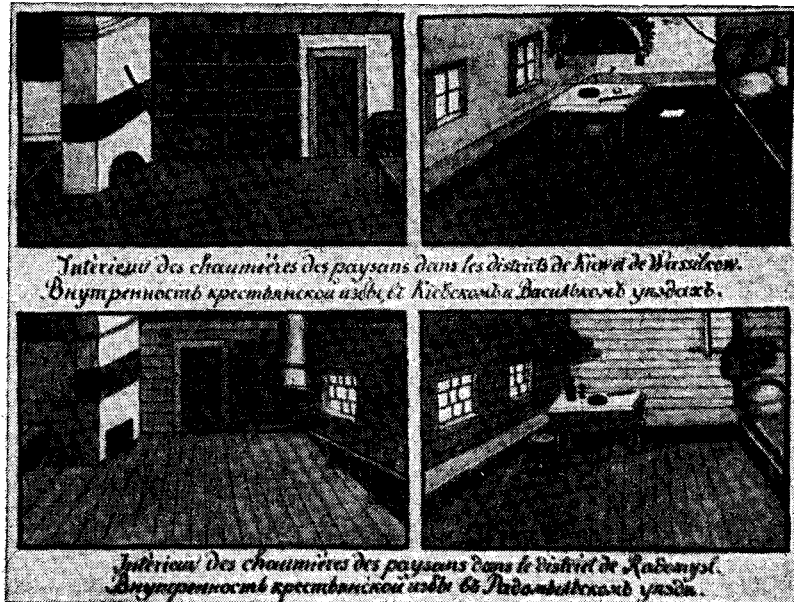 Intérieur des chaumières des paysans dans les districts de Kiew et de Wassilkow.
Внутренность крестьянской избы, въ Кіевскомъ и Васильком уѣздахъ.
Intérieur des chaumières des paysans dans le district de Radomysl.
Внутренность крестьянской избы въ Радомысльскомъ уѣздѣ.